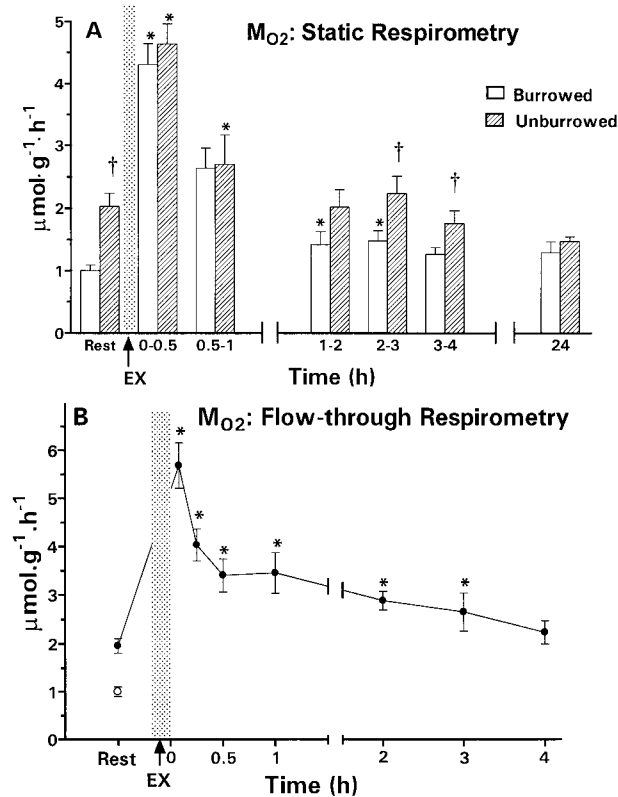 A
M_O2: Static Respirometry
Burrowed
Unburrowed
μmol·g⁻¹·h⁻¹
5
4
3
2
1
0
* * * † * * † †
Rest 0-0.5 0.5-1 1-2 2-3 3-4 24
EX
Time (h)
B
M_O2: Flow-through Respirometry
μmol.g⁻¹.h⁻¹
6
5
4
3
2
1
0
* * * * * *
Rest 0 0.5 1 2 3 4
EX
Time (h)